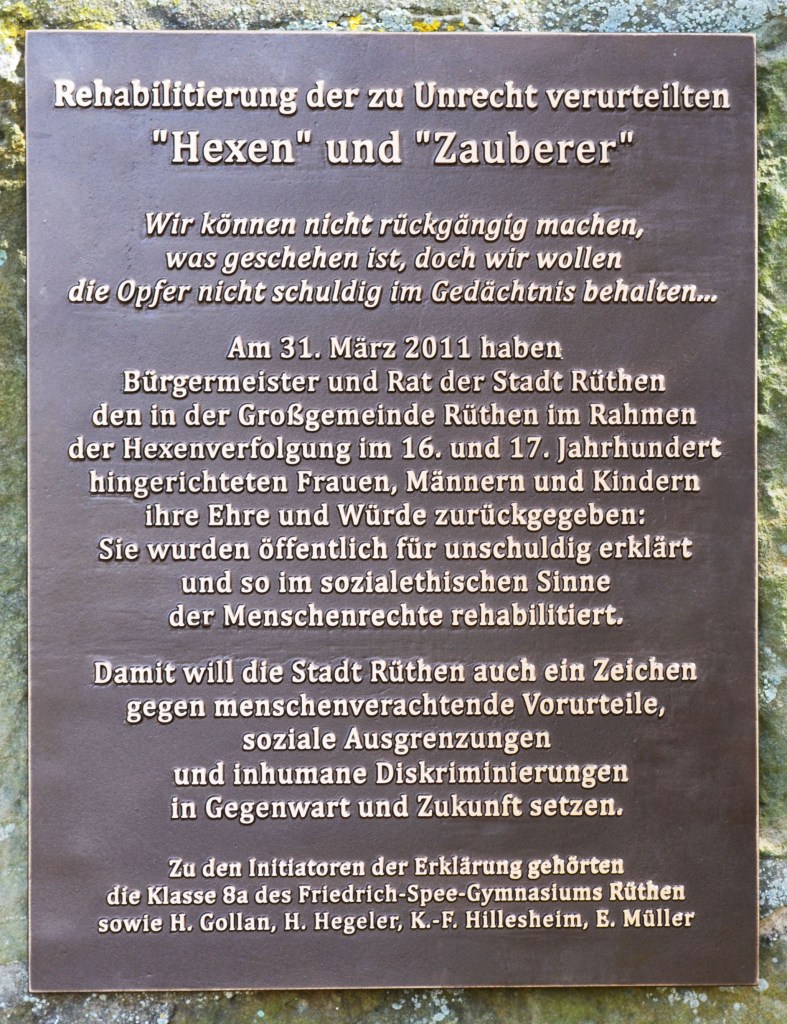 Rehabilitierung der zu Unrecht verurteilten
"Hexen" und "Zauberer"
Wir können nicht rückgängig machen,
was geschehen ist, doch wir wollen
die Opfer nicht schuldig im Gedächtnis behalten...
Am 31. März 2011 haben
Bürgermeister und Rat der Stadt Rüthen
den in der Großgemeinde Rüthen im Rahmen
der Hexenverfolgung im 16. und 17. Jahrhundert
hingerichteten Frauen, Männern und Kindern
ihre Ehre und Würde zurückgegeben:
Sie wurden öffentlich für unschuldig erklärt
und so im sozialethischen Sinne
der Menschenrechte rehabilitiert.
Damit will die Stadt Rüthen auch ein Zeichen
gegen menschenverachtende Vorurteile,
soziale Ausgrenzungen
und inhumane Diskriminierungen
in Gegenwart und Zukunft setzen.
Zu den Initiatoren der Erklärung gehörten
die Klasse 8a des Friedrich-Spee-Gymnasiums Rüthen
sowie H. Gollan, H. Hegeler, K.-F. Hillesheim, E. Müller